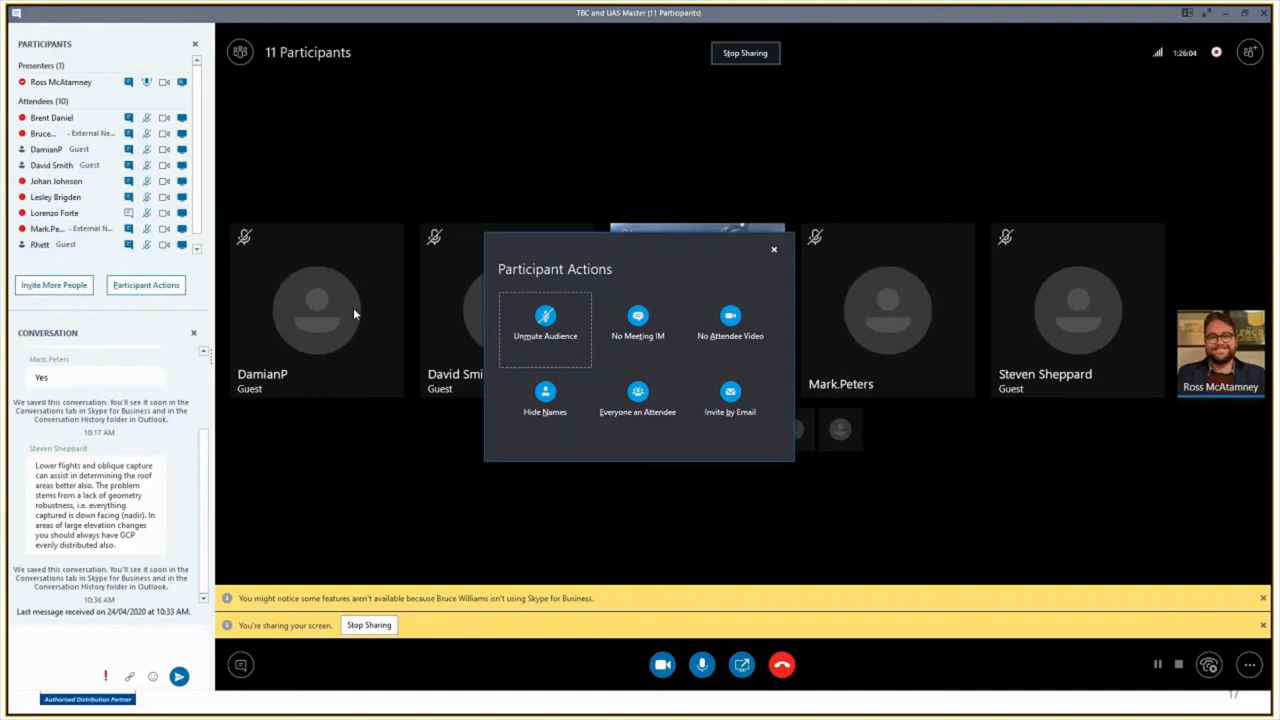 TBC and UAS Master (11 Participants)
PARTICIPANTS
Presenters (1)
Ross McAtamney
Attendees (10)
Brent Daniel
Bruce... - External Ne...
DamianP Guest
David Smith Guest
Johan Johnson
Lesley Brigden
Lorenzo Forte
Mark.Pe... - External N...
Rhett Guest
Invite More People
Participant Actions
CONVERSATION
Mark.Peters
Yes
We saved this conversation. You'll see it soon in the
Conversations tab in Skype for Business and in the
Conversation History folder in Outlook.
10:17 AM
Steven Sheppard
Lower flights and oblique capture
can assist in determining the roof
areas better also. The problem
stems from a lack of geometry
robustness, i.e. everything
captured is down facing (nadir). In
areas of large elevation changes
you should always have GCP
evenly distributed also.
We saved this conversation. You'll see it soon in the
Conversations tab in Skype for Business and in the
Conversation History folder in Outlook.
10:36 AM
Last message received on 24/04/2020 at 10:33 AM.
Authorised Distribution Partner
11 Participants
Stop Sharing
1:26:04
DamianP
Guest
David Smi
Guest
Mark.Peters
Steven Sheppard
Guest
Ross McAtamney
Participant Actions
Unmute Audience
No Meeting IM
No Attendee Video
Hide Names
Everyone an Attendee
Invite by Email
You might notice some features aren't available because Bruce Williams isn't using Skype for Business.
You're sharing your screen.
Stop Sharing
17